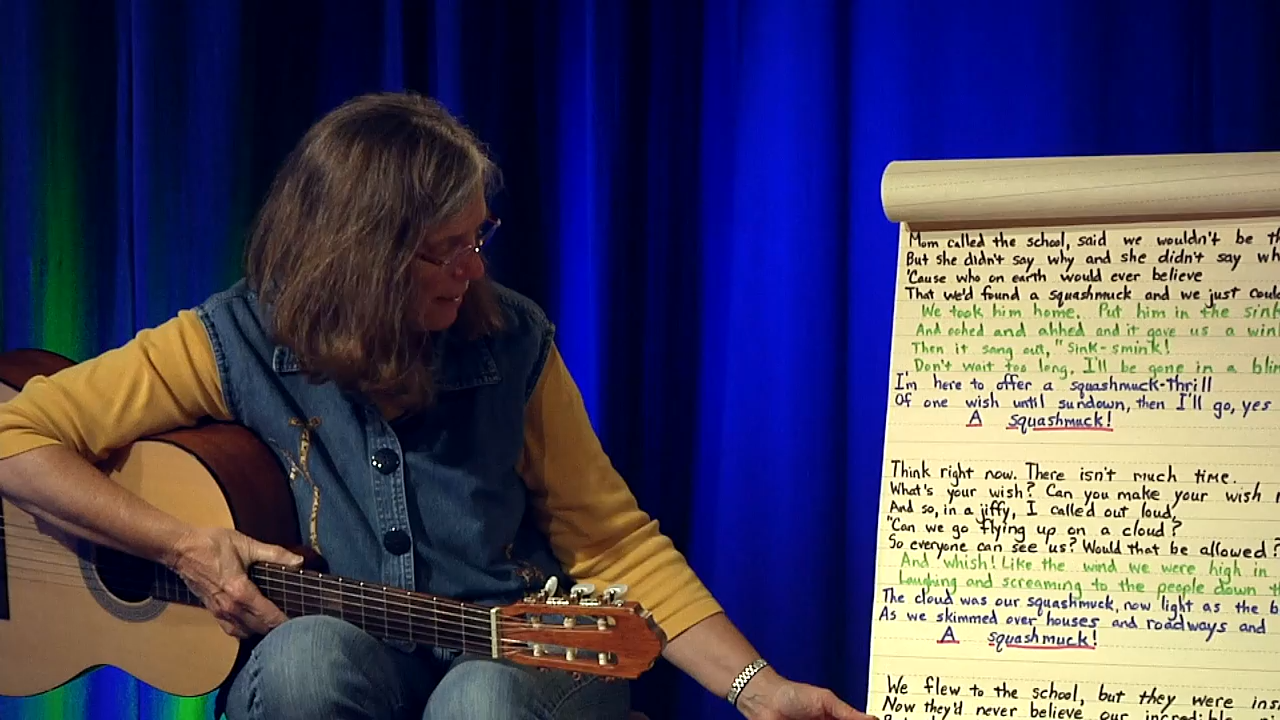 Mom called the school, said we wouldn't be
But she didn't say why and she didn't say
'Cause who on earth would ever believe
That we'd found a squashmuck and we just
We took him home. Put him in the
And oohed and ahhed and it gave us a
Then it sang out, "Sink-smink!
Don't wait too long, I'll be gone in a
I'm here to offer a squashmuck-thrill
Of one wish until sundown, then I'll go, yes
A squashmuck!
Think right now. There isn't much time.
What's your wish? Can you make your wish
And so, in a jiffy, I called out loud,
"Can we go flying up on a cloud?
So everyone can see us? Would that be allowed?
And whish! Like the wind we were high in
Laughing and screaming to the people down
The cloud was our squashmuck, now light as the
As we skimmed over houses and roadways and
A squashmuck!
We flew to the school, but they were
Now they'd never believe our